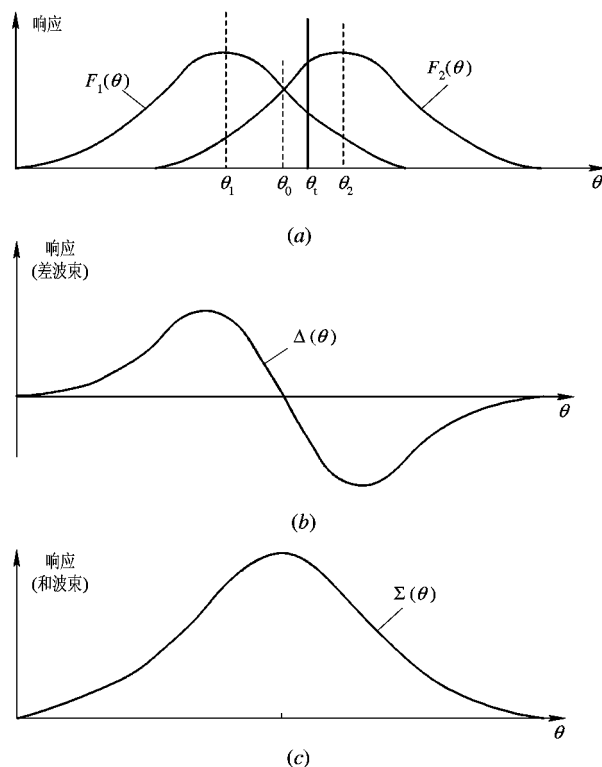 响应
F₁(θ)
F₂(θ)
θ₁
θ₀
θₜ
θ₂
θ
(a)
响应
(差波束)
Δ(θ)
θ
(b)
响应
(和波束)
Σ(θ)
θ
(c)